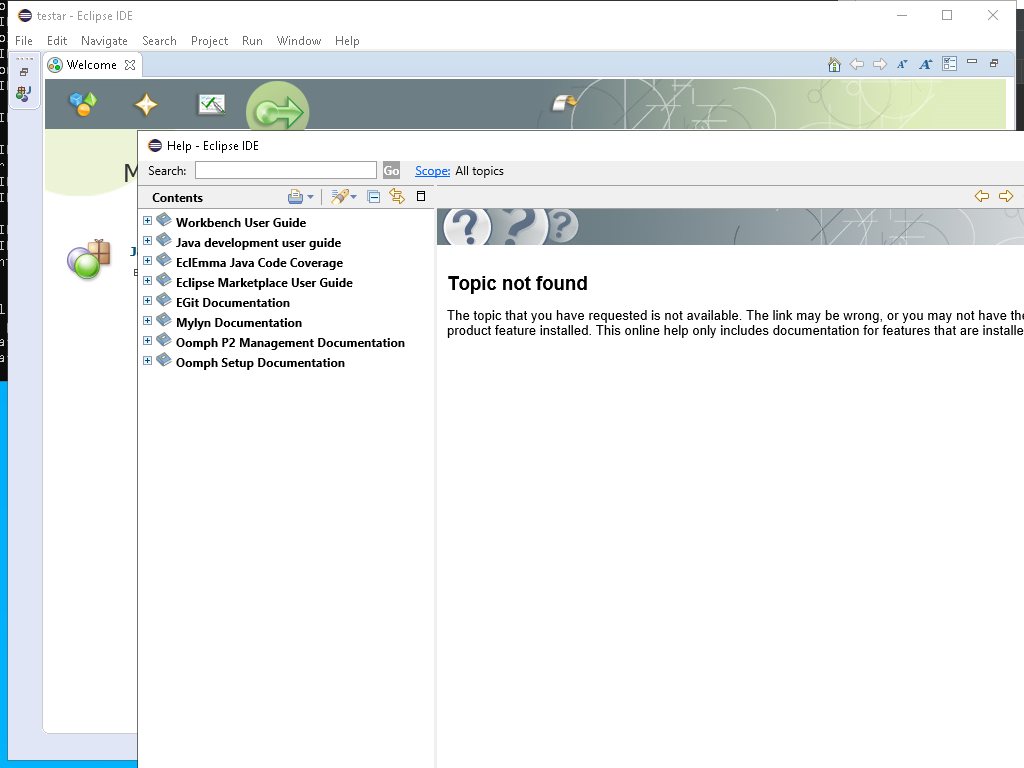 testar - Eclipse IDE
File Edit Navigate Search Project Run Window Help
Welcome
Help - Eclipse IDE
Search: Go Scope: All topics
Contents
Workbench User Guide
Java development user guide
EclEmma Java Code Coverage
Eclipse Marketplace User Guide
EGit Documentation
Mylyn Documentation
Oomph P2 Management Documentation
Oomph Setup Documentation
Topic not found
The topic that you have requested is not available. The link may be wrong, or you may not have the
product feature installed. This online help only includes documentation for features that are installe